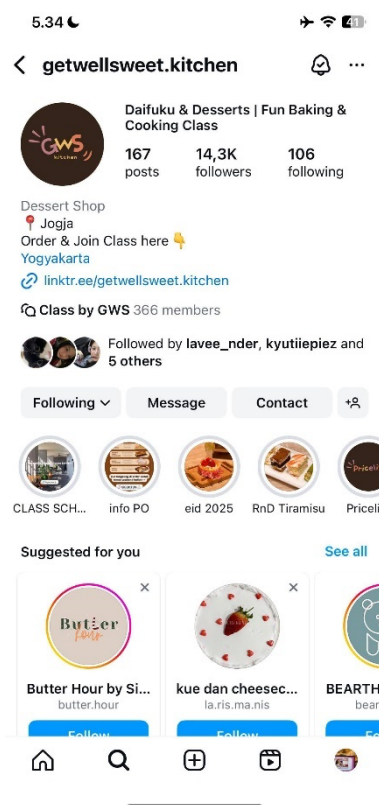 5.34
41
getwellsweet.kitchen
GWS
kitchen
Daifuku & Desserts | Fun Baking &
Cooking Class
167 14,3K 106
posts followers following
Dessert Shop
Jogja
Order & Join Class here
Yogyakarta
linktr.ee/getwellsweet.kitchen
Class by GWS 366 members
Followed by lavee_nder, kyutiiepiez and
5 others
Following Message Contact
CLASS SCH... info PO eid 2025 RnD Tiramisu Priceli
Suggested for you See all
Butter
hour
Butter Hour by Si... kue dan cheesec... BEARTH
butter.hour la.ris.ma.nis bear
Follow Follow Fo